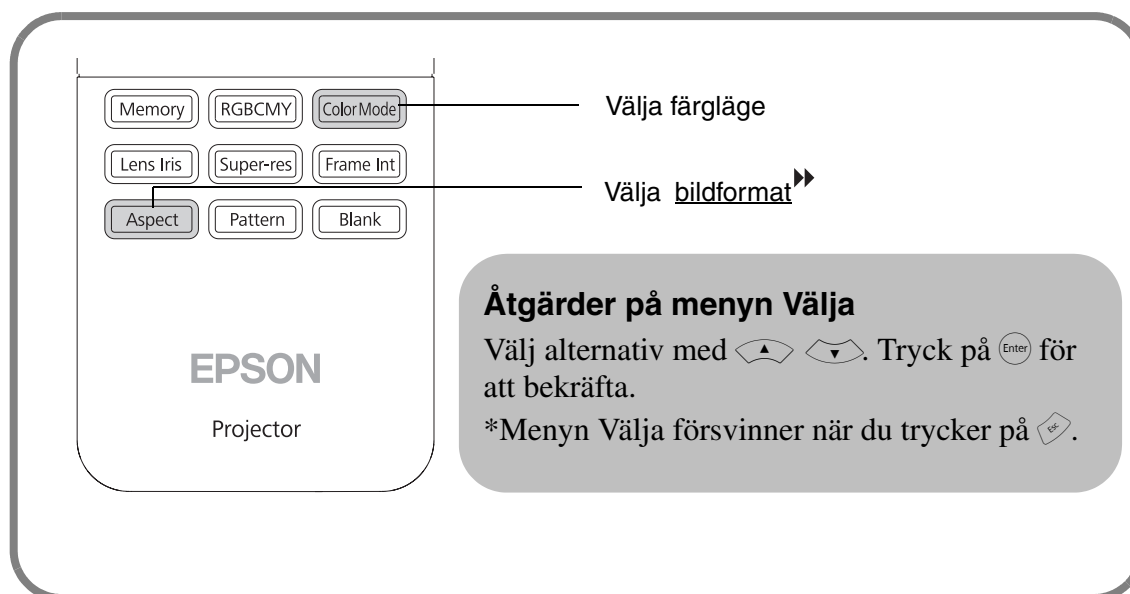 Memory RGBCMY Color Mode
Välja färgläge
Lens Iris Super-res Frame Int
Välja bildformat
Aspect Pattern Blank
Åtgärder på menyn Välja
Välj alternativ med . Tryck på Enter för
att bekräfta.
*Menyn Välja försvinner när du trycker på Esc.
EPSON
Projector